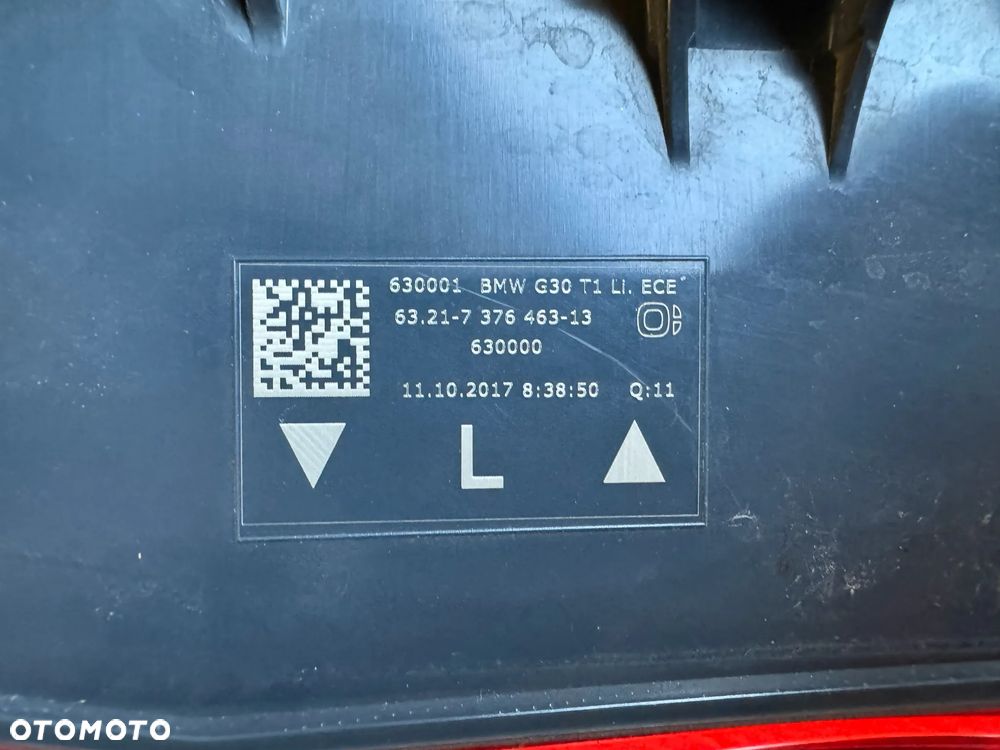 630001 BMW G30 T1 Li. ECE
63.21-7 376 463-13
630000
11.10.2017 8:38:50 Q:11
L
OTOMOTO